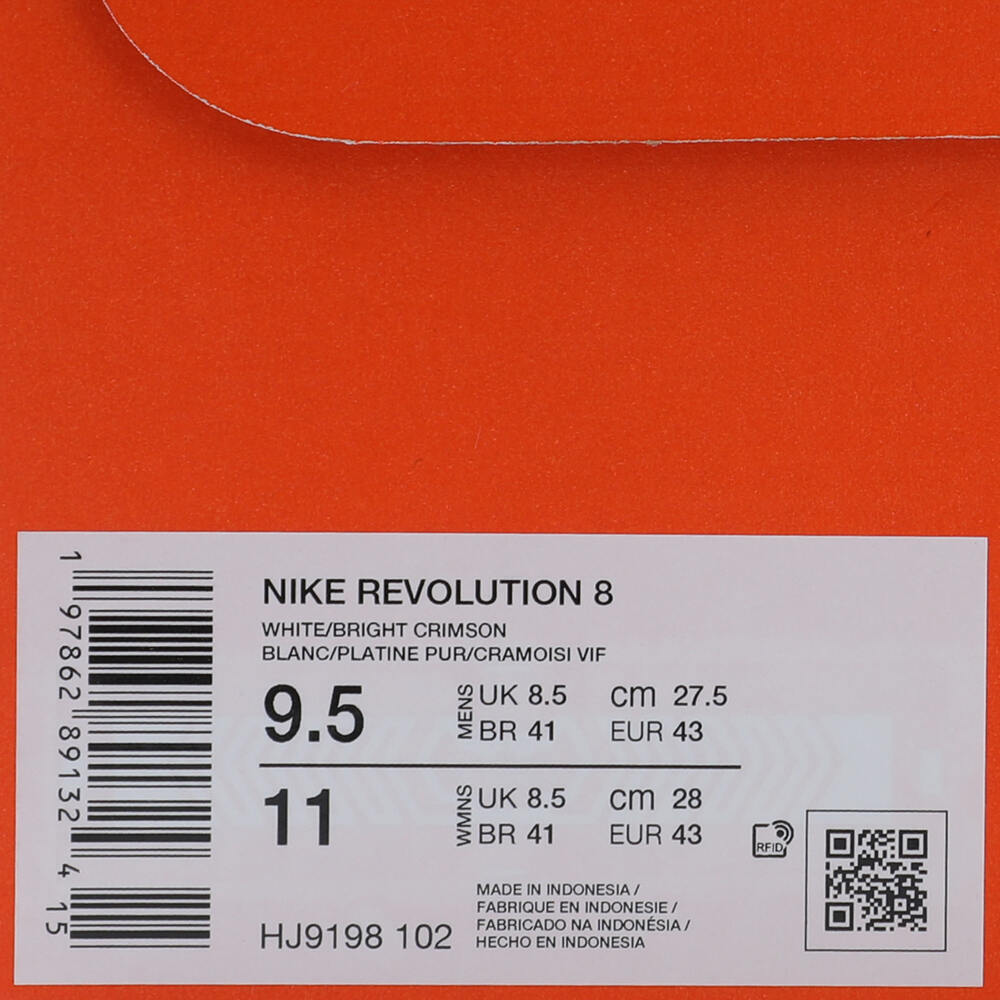 1 97862 89132 4 15
NIKE REVOLUTION 8
WHITE/BRIGHT CRIMSON
BLANC/PLATINE PUR/CRAMOISI VIF
9.5 MENS UK 8.5 cm 27.5
BR 41 EUR 43
11 WMNS UK 8.5 cm 28
BR 41 EUR 43
RFID
MADE IN INDONESIA /
FABRIQUE EN INDONESIE /
FABRICADO NA INDONÉSIA /
HECHO EN INDONESIA
HJ9198 102